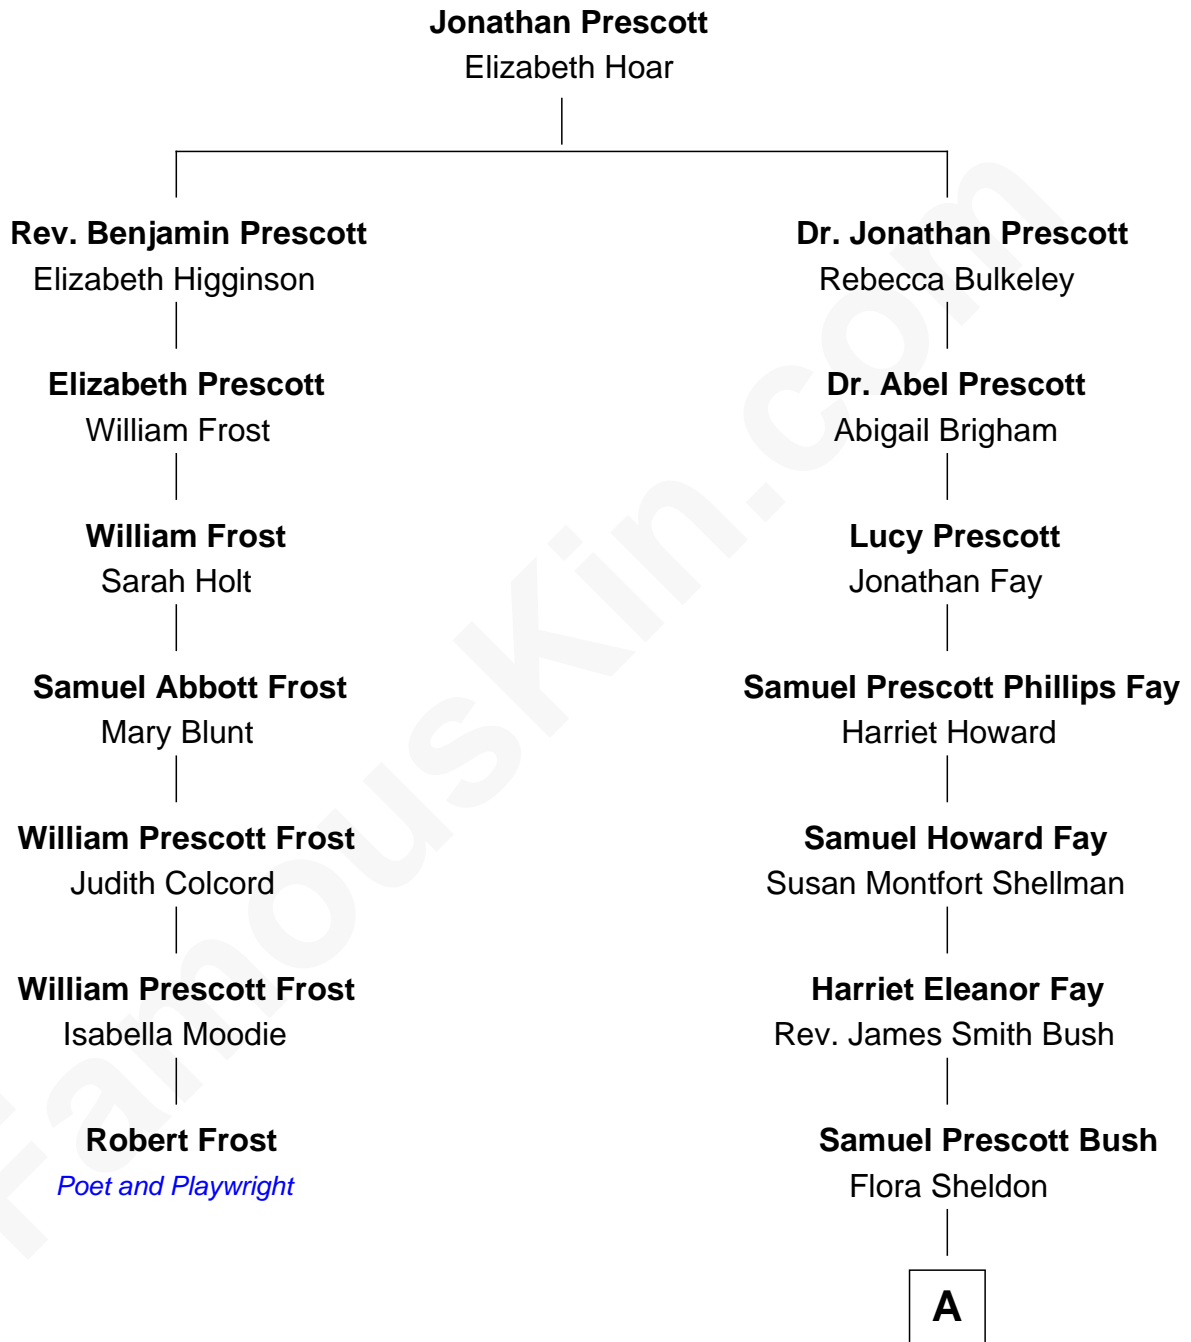 Jonathan Prescott
Elizabeth Hoar
Rev. Benjamin Prescott
Elizabeth Higginson
Dr. Jonathan Prescott
Rebecca Bulkeley
Elizabeth Prescott
William Frost
Dr. Abel Prescott
Abigail Brigham
William Frost
Sarah Holt
Lucy Prescott
Jonathan Fay
Samuel Abbott Frost
Mary Blunt
Samuel Prescott Phillips Fay
Harriet Howard
William Prescott Frost
Judith Colcord
Samuel Howard Fay
Susan Montfort Shellman
William Prescott Frost
Isabella Moodie
Harriet Eleanor Fay
Rev. James Smith Bush
Robert Frost
Poet and Playwright
Samuel Prescott Bush
Flora Sheldon
A
FamousKin.com